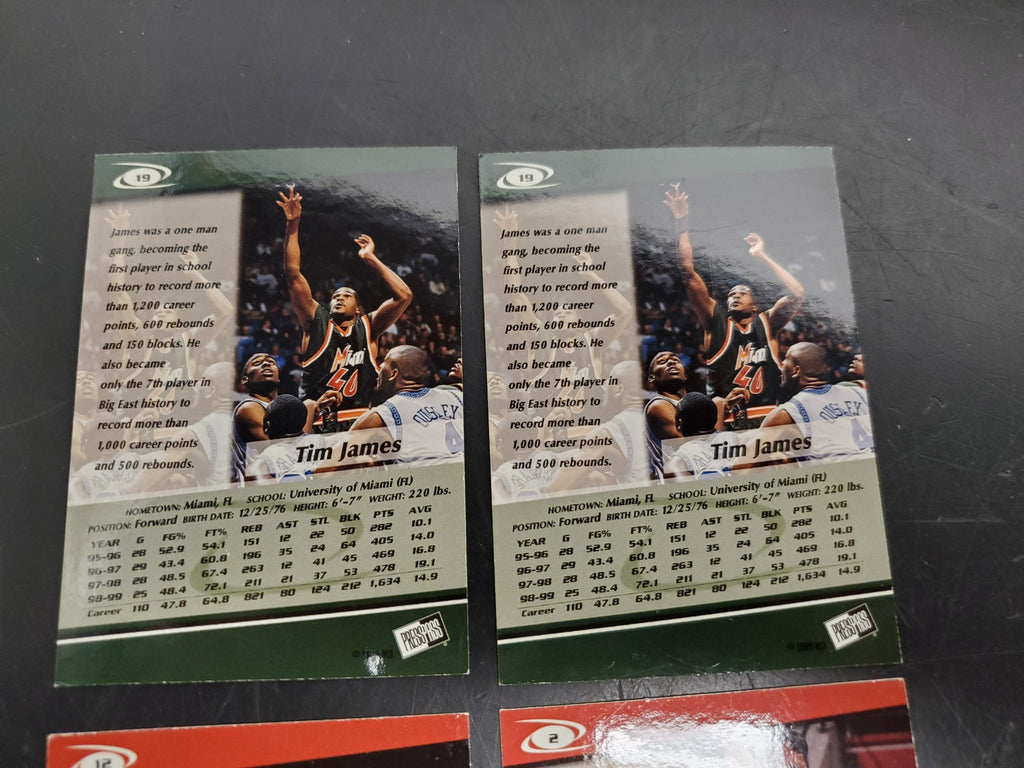 19
James was a one man
gang, becoming the
first player in school
history to record more
than 1,200 career
points, 600 rebounds
and 150 blocks. He
also became
only the 7th player in
Big East history to
record more than
1,000 career points
and 500 rebounds.
Miami
40
OUSLEY
4
Tim James
HOMETOWN: Miami, FL SCHOOL: University of Miami (FL)
POSITION: Forward BIRTH DATE: 12/25/76 HEIGHT: 6'-7" WEIGHT: 220 lbs.
YEAR G FG% FT% REB AST STL BLK PTS AVG
95-96 28 52.9 54.1 151 12 22 50 282 10.1
96-97 29 43.4 60.8 196 35 24 64 405 14.0
97-98 28 48.5 67.4 263 12 41 45 469 16.8
98-99 25 48.4 72.1 211 21 37 53 478 19.1
Career 110 47.8 64.8 821 80 124 212 1,634 14.9
PRESS PASS
19
James was a one man
gang, becoming the
first player in school
history to record more
than 1,200 career
points, 600 rebounds
and 150 blocks. He
also became
only the 7th player in
Big East history to
record more than
1,000 career points
and 500 rebounds.
Miami
40
OUSLEY
4
Tim James
HOMETOWN: Miami, FL SCHOOL: University of Miami (FL)
POSITION: Forward BIRTH DATE: 12/25/76 HEIGHT: 6'-7" WEIGHT: 220 lbs.
YEAR G FG% FT% REB AST STL BLK PTS AVG
95-96 28 52.9 54.1 151 12 22 50 282 10.1
96-97 29 43.4 60.8 196 35 24 64 405 14.0
97-98 28 48.5 67.4 263 12 41 45 469 16.8
98-99 25 48.4 72.1 211 21 37 53 478 19.1
Career 110 47.8 64.8 821 80 124 212 1,634 14.9
PRESS PASS
12
2